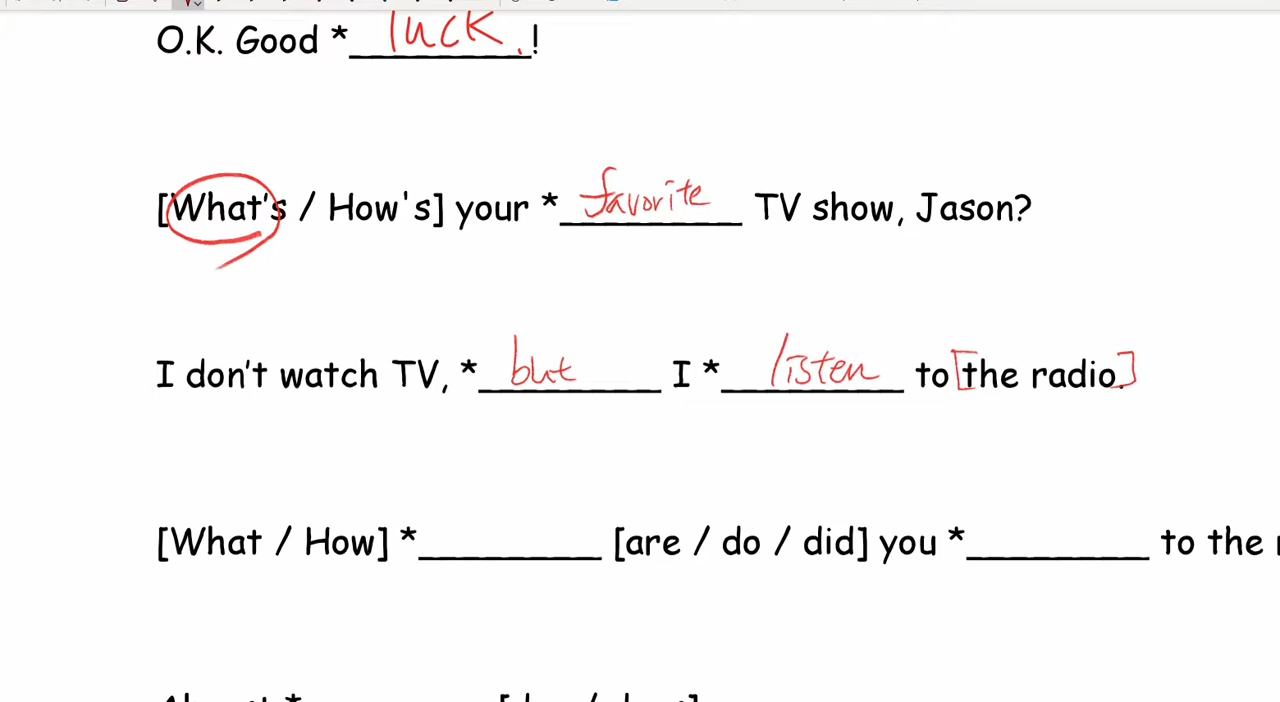 O.K. Good * luck. !
[What's / How's] your * favorite TV show, Jason?
I don't watch TV, * but I * listen to [the radio.]
[What / How] *________ [are / do / did] you *________ to the